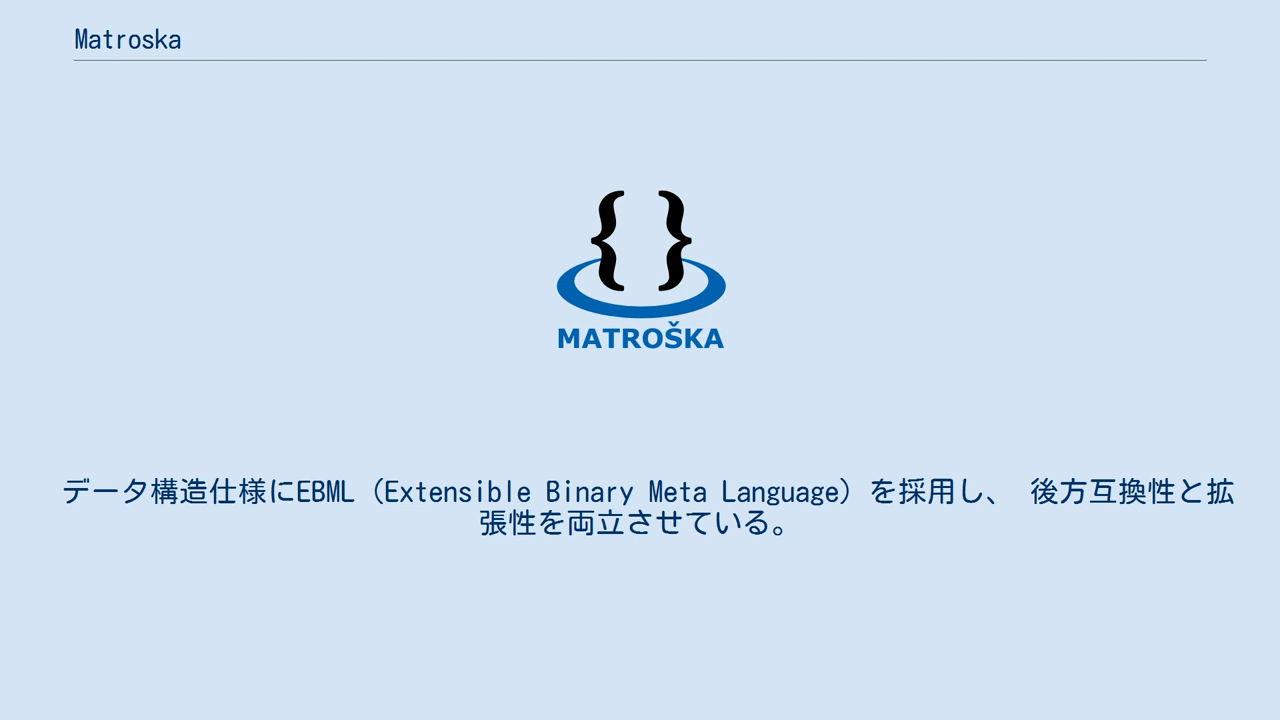 Matroska
{ }
MATROŠKA
データ構造仕様にEBML（Extensible Binary Meta Language）を採用し、 後方互換性と拡
張性を両立させている。